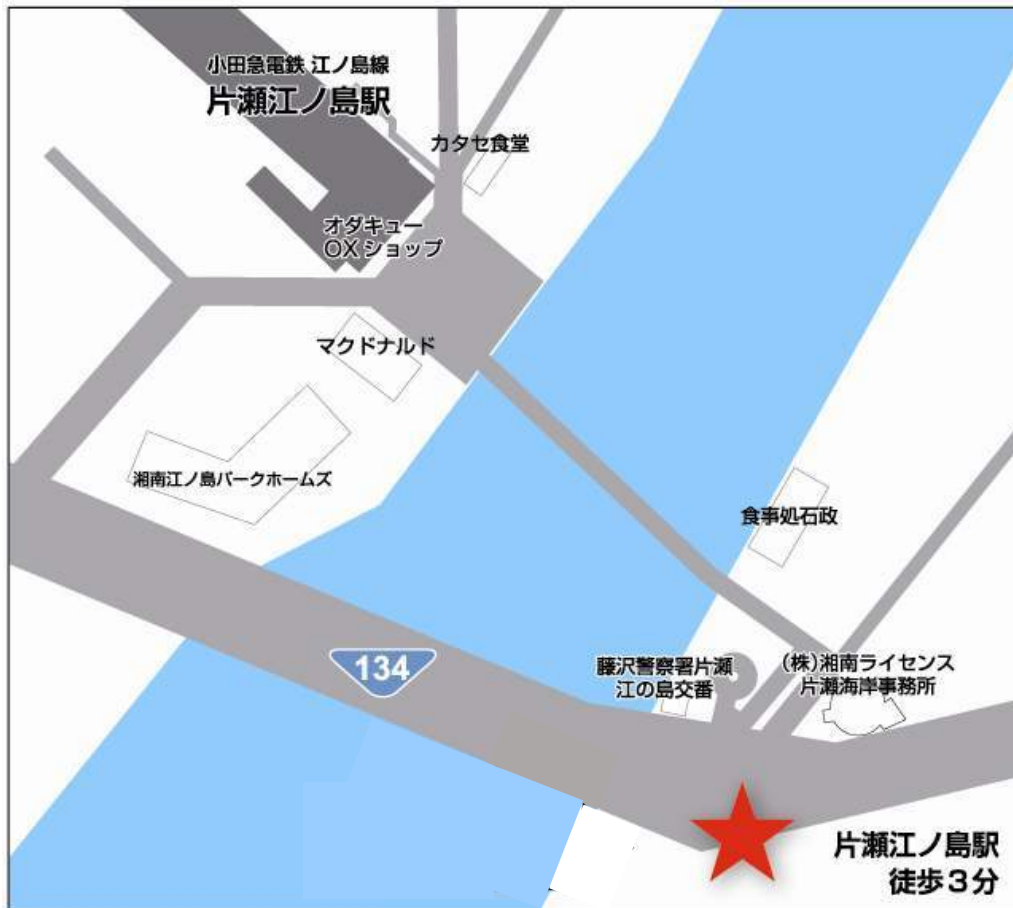 小田急電鉄 江ノ島線
片瀬江ノ島駅
カタセ食堂
オダキュー
OXショップ
マクドナルド
湘南江ノ島パークホームズ
食事処石政
134
藤沢警察署片瀬
江の島交番
(株)湘南ライセンス
片瀬海岸事務所
片瀬江ノ島駅
徒歩3分